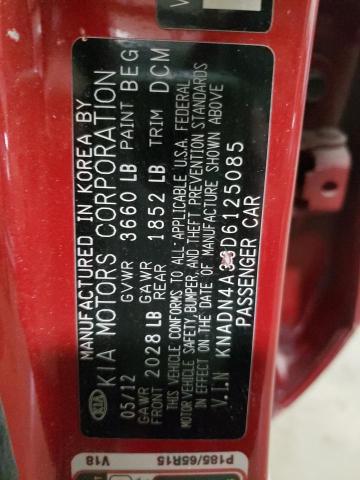 MANUFACTURED IN KOREA BY
KIA MOTORS CORPORATION
05/12 GVWR 3660 LB PAINT BEG
GAWR FRONT 2028 LB GAWR REAR 1852 LB TRIM DCM
THIS VEHICLE CONFORMS TO ALL APPLICABLE U.S.A. FEDERAL
MOTOR VEHICLE SAFETY, BUMPER, AND THEFT PREVENTION STANDARDS
IN EFFECT ON THE DATE OF MANUFACTURE SHOWN ABOVE
V.I.N
PASSENGER CAR
KIA
P185/65R15
V18